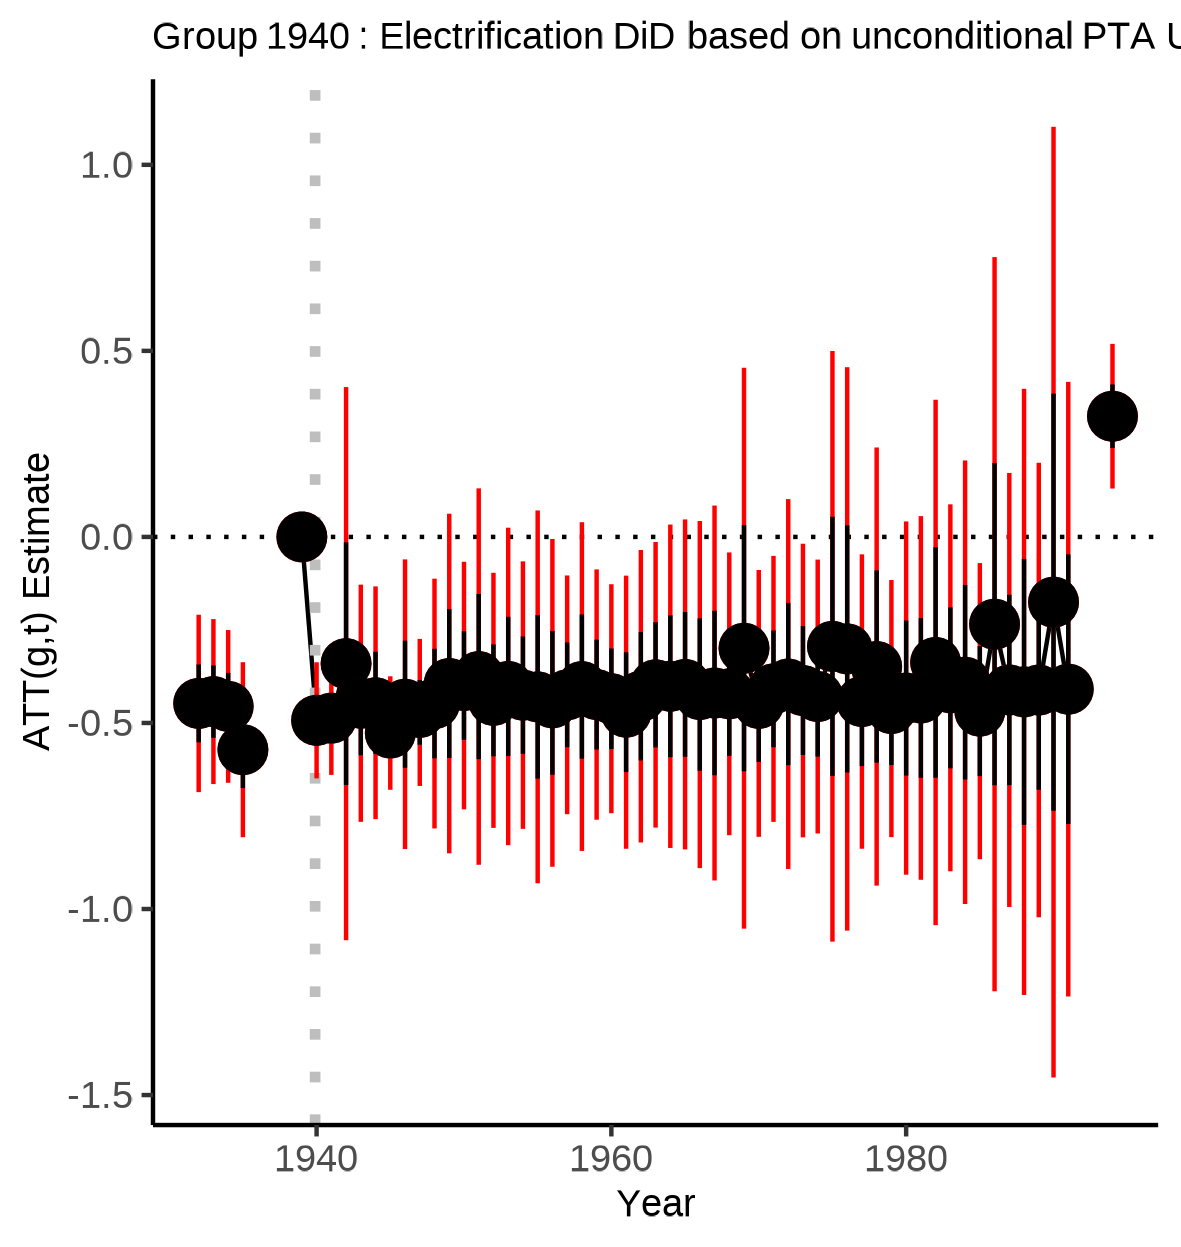 Group 1940 : Electrification DiD based on unconditional PTA
1.0
0.5
0.0
-0.5
-1.0
-1.5
ATT(g,t) Estimate
1940 1960 1980
Year